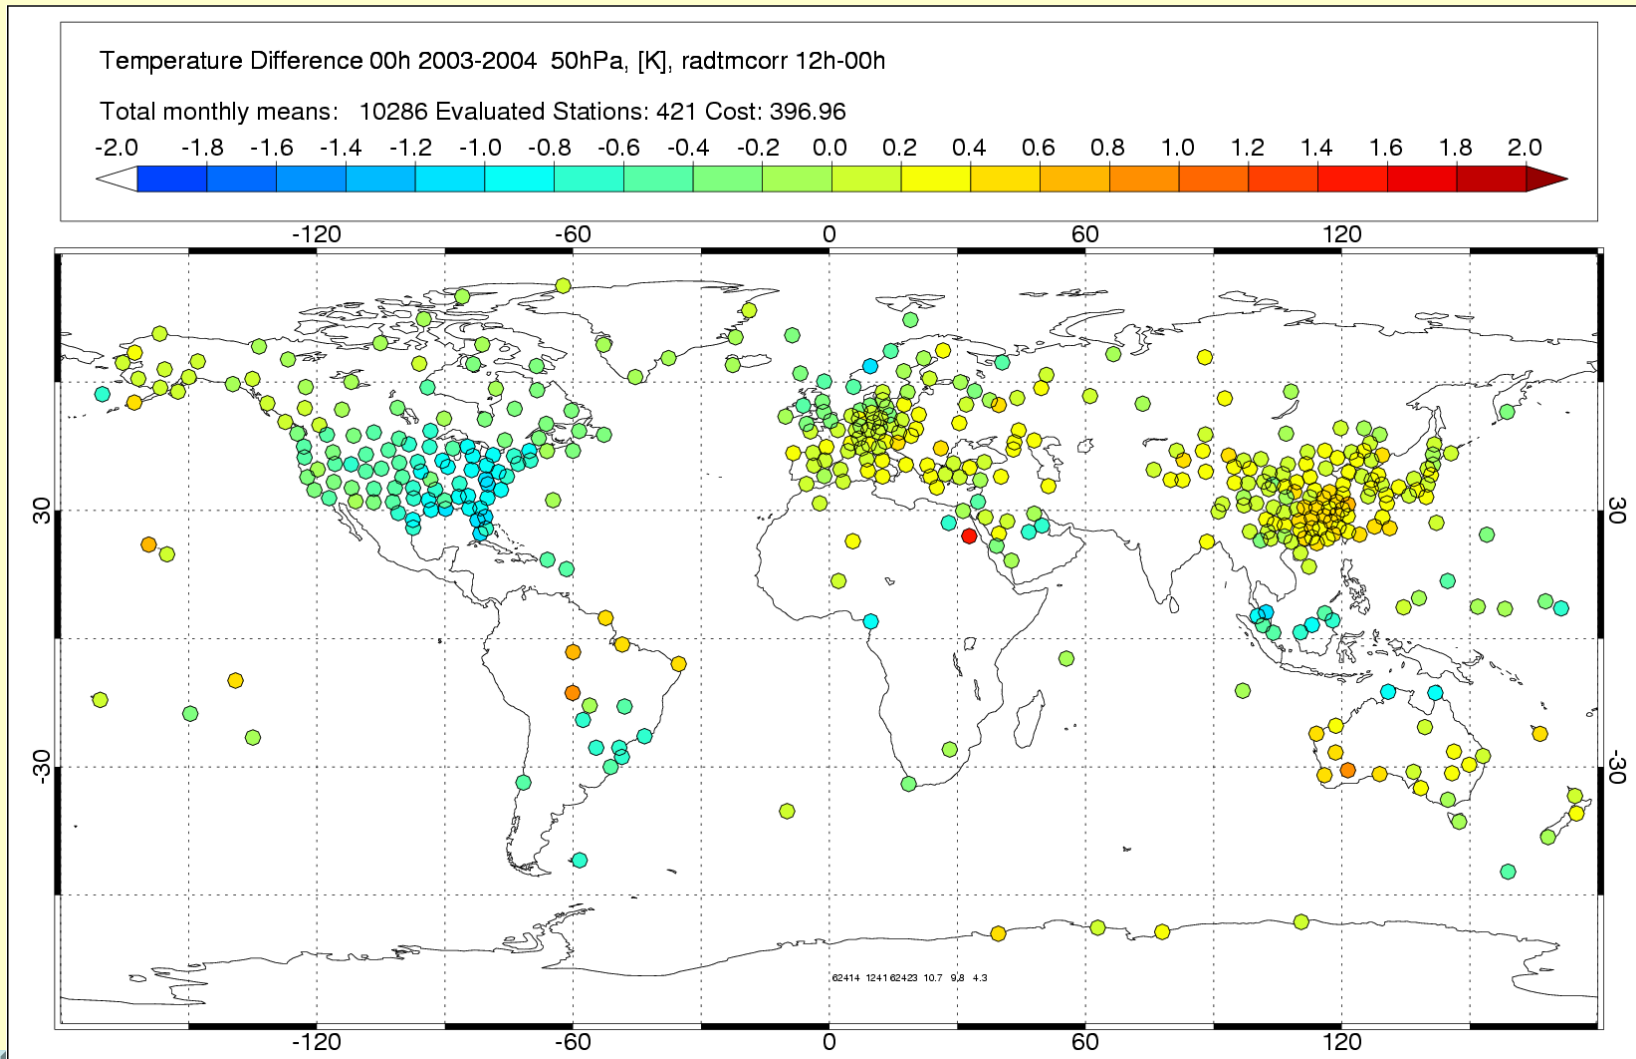 Temperature Difference 00h 2003-2004 50hPa, [K], radtmcorr 12h-00h
Total monthly means: 10286 Evaluated Stations: 421 Cost: 396.96
-2.0 -1.8 -1.6 -1.4 -1.2 -1.0 -0.8 -0.6 -0.4 -0.2 0.0 0.2 0.4 0.6 0.8 1.0 1.2 1.4 1.6 1.8 2.0
-120 -60 0 60 120
30 30
-30 -30
62414 1241 62423 10.7 9.8 4.3
-120 -60 0 60 120